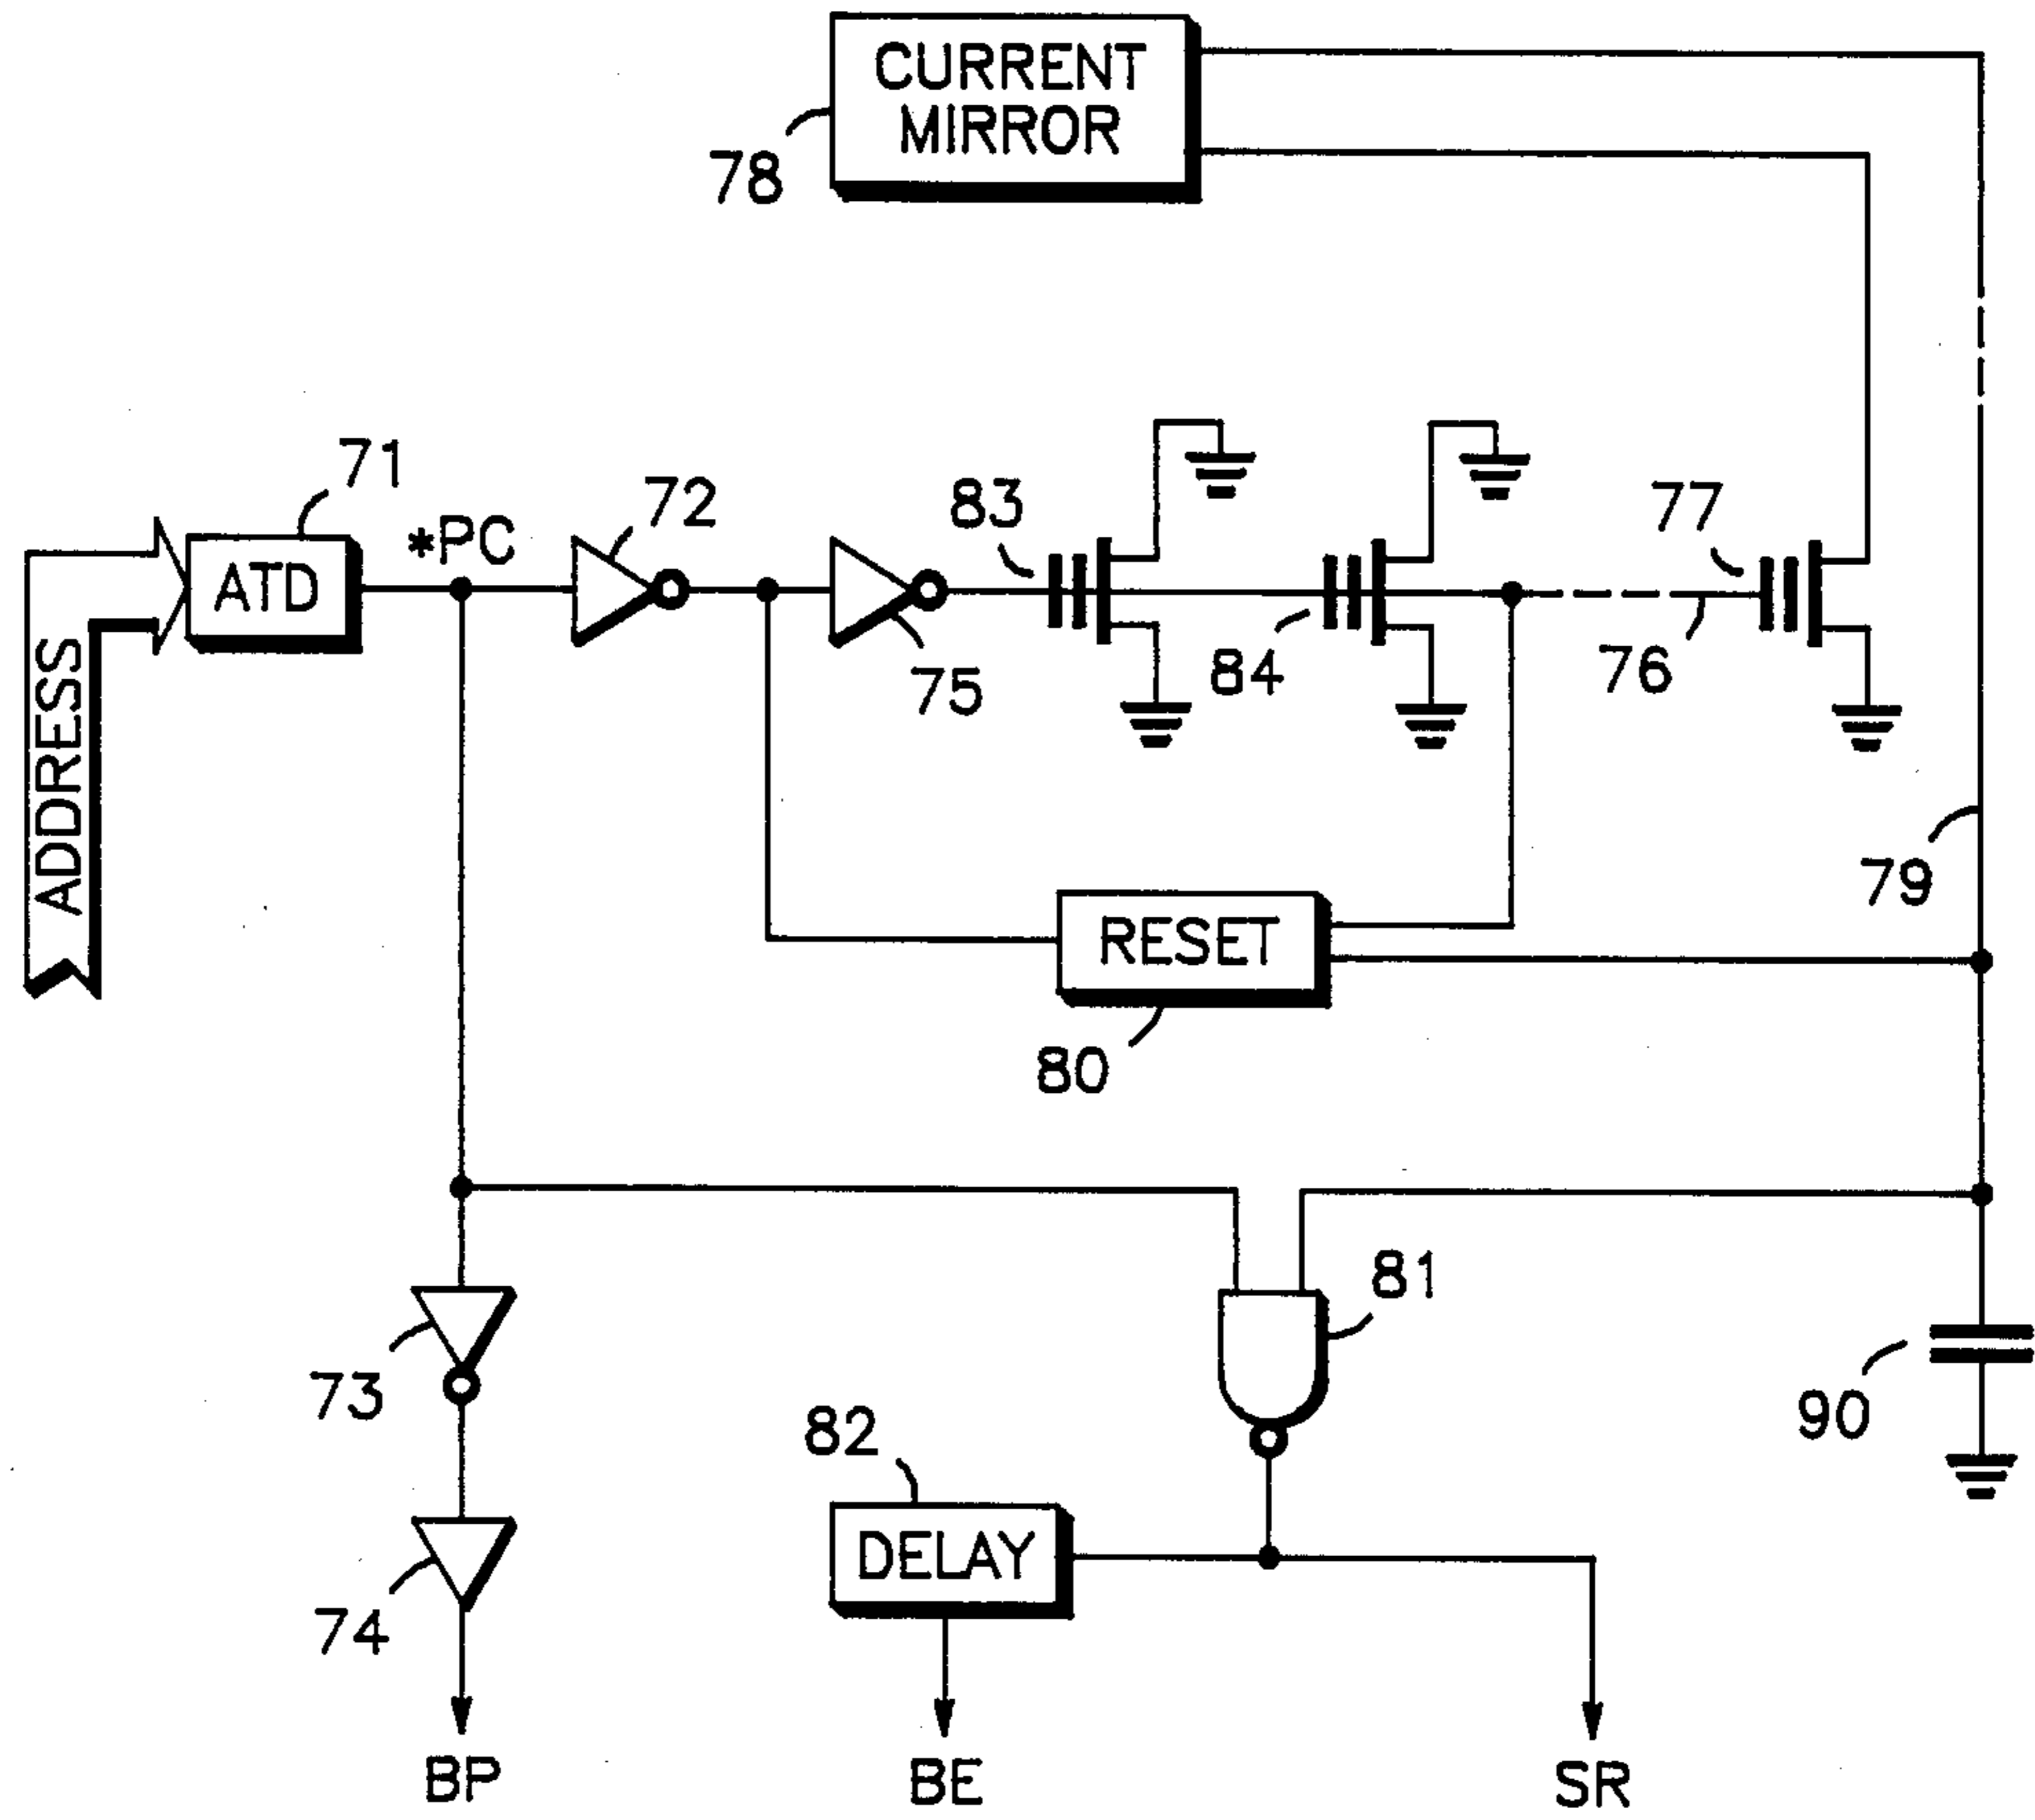 CURRENT
MIRROR
78
71
*PC
72
83
77
ATD
75
84
76
ADDRESS
79
RESET
80
81
73
82
90
DELAY
74
BP
BE
SR